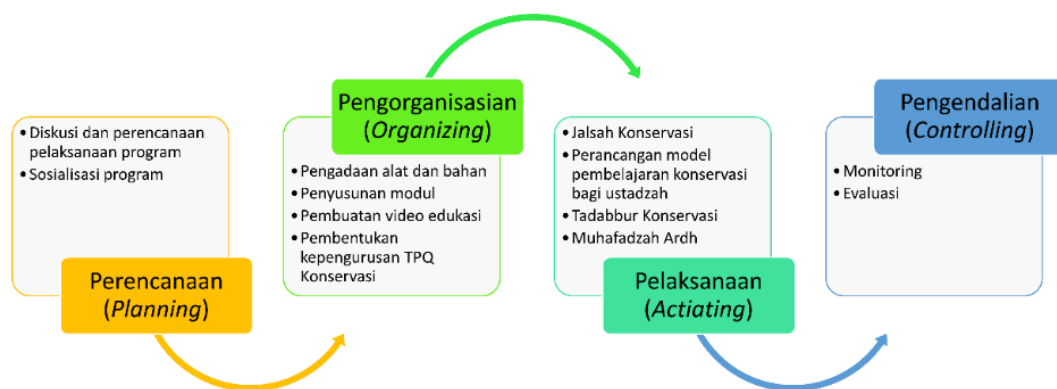 • Diskusi dan perencanaan
pelaksanaan program
• Sosialisasi program
Perencanaan
(Planning)
Pengorganisasian
(Organizing)
• Pengadaan alat dan bahan
• Penyusunan modul
• Pembuatan video edukasi
• Pembentukan
kepengurusan TPQ
Konservasi
• Jalsah Konservasi
• Perancangan model
pembelajaran konservasi
bagi ustadzah
• Tadabbur Konservasi
• Muhafadzah Ardh
Pelaksanaan
(Actiating)
Pengendalian
(Controlling)
• Monitoring
• Evaluasi